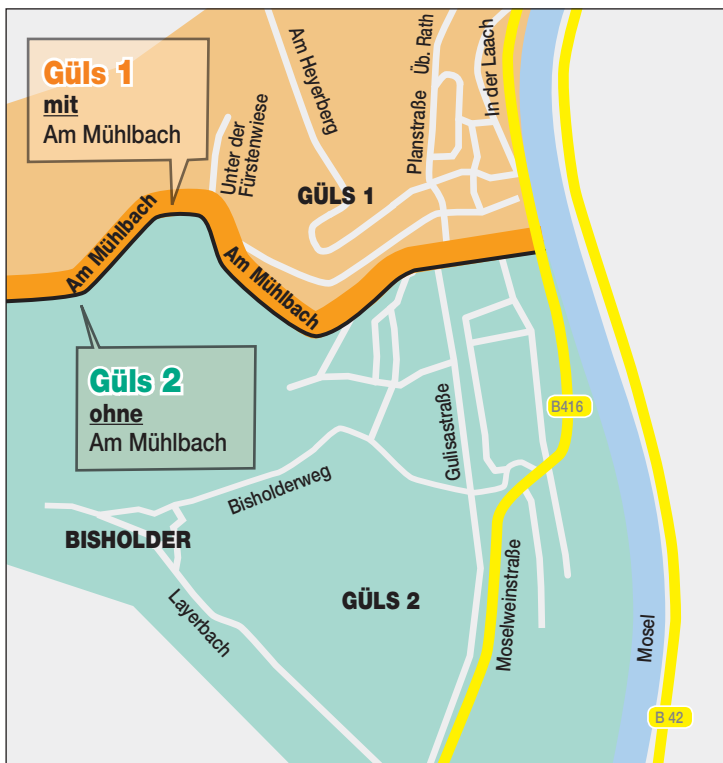 Güls 1
mit
Am Mühlbach
Am Heyerberg
Unter der
Fürstenwiese
GÜLS 1
Planstraße
Üb. Rath
In der Laach
Am Mühlbach
Am Mühlbach
Güls 2
ohne
Am Mühlbach
B416
Gulisastraße
Bisholderweg
BISHOLDER
Layerbach
GÜLS 2
Moselweinstraße
Mosel
B 42